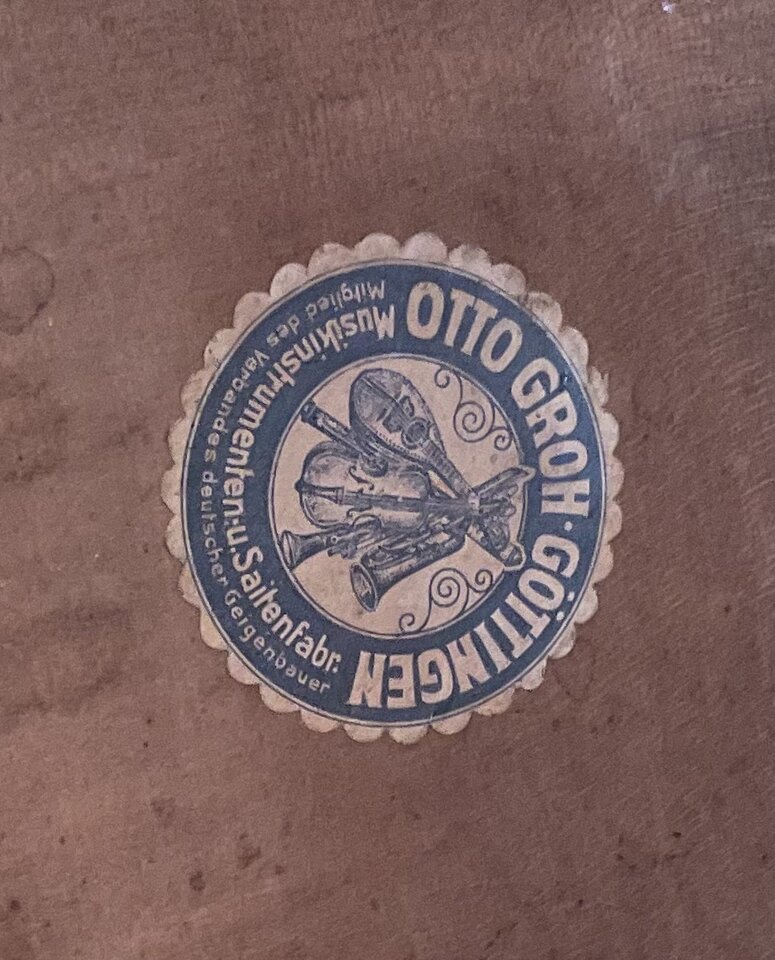 OTTO GROH · GÖTTINGEN
Musikinstrumenten- u. Saitenfabr.
Mitglied des Verbandes deutscher Geigenbauer